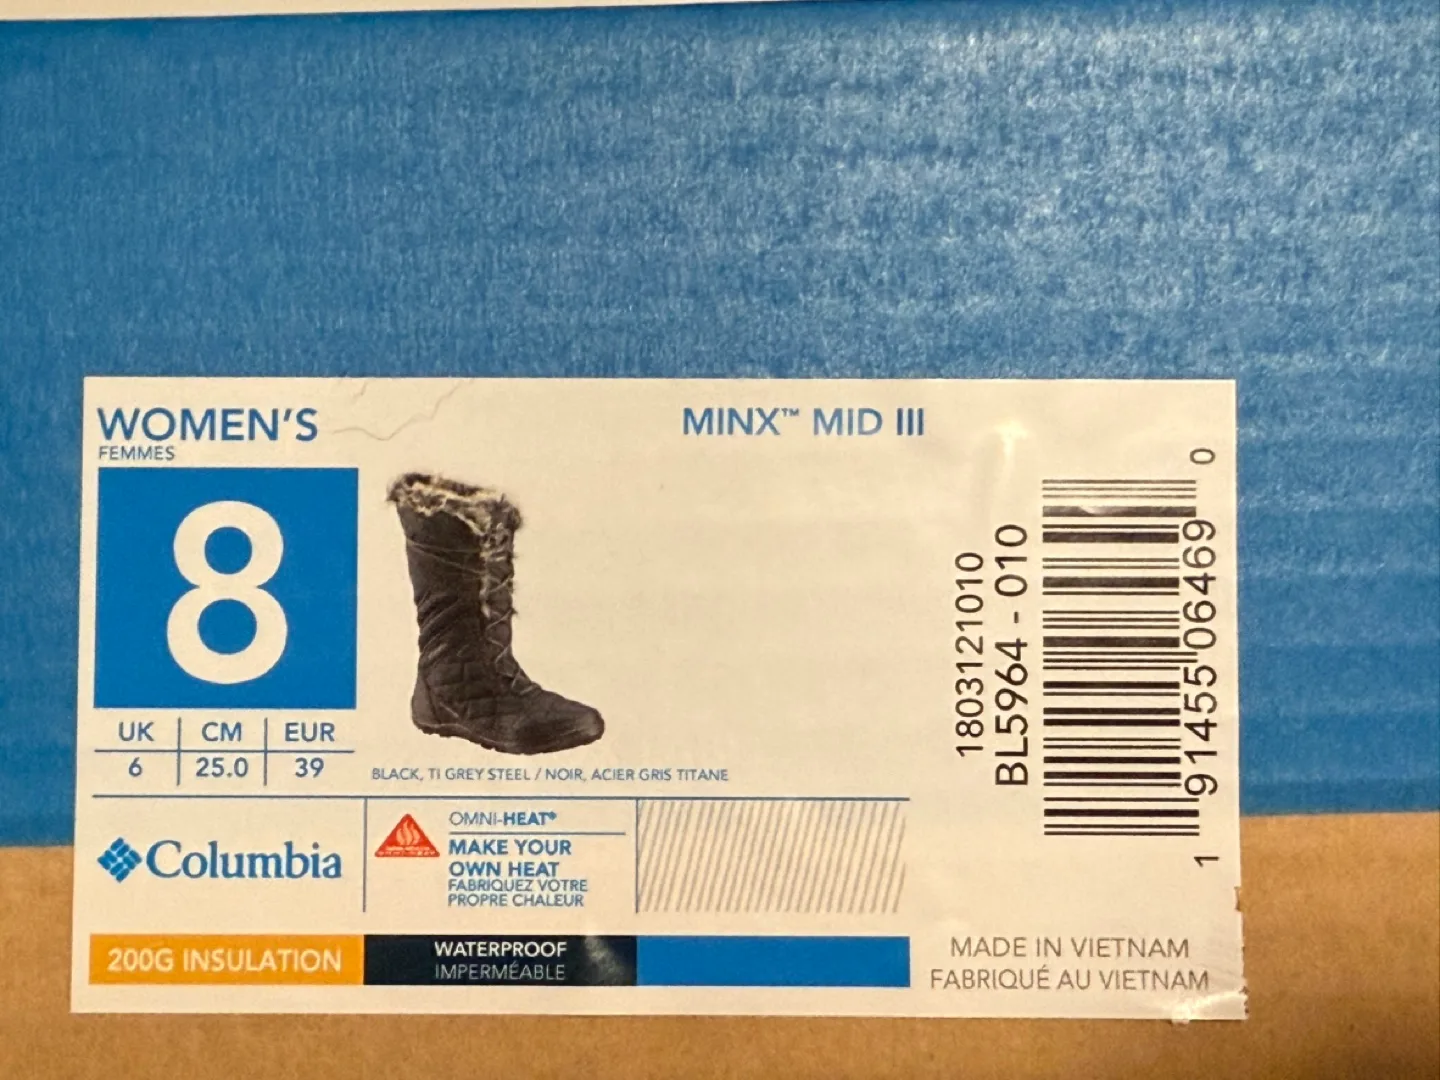 WOMEN'S
FEMMES
MINX™ MID III
8
UK CM EUR
6 25.0 39
BLACK, TI GREY STEEL / NOIR, ACIER GRIS TITANE
Columbia
OMNI-HEAT®
MAKE YOUR
OWN HEAT
FABRIQUEZ VOTRE
PROPRE CHALEUR
200G INSULATION
WATERPROOF
IMPERMÉABLE
1803121010
BL5964 - 010
1 91455 06469 0
MADE IN VIETNAM
FABRIQUÉ AU VIETNAM